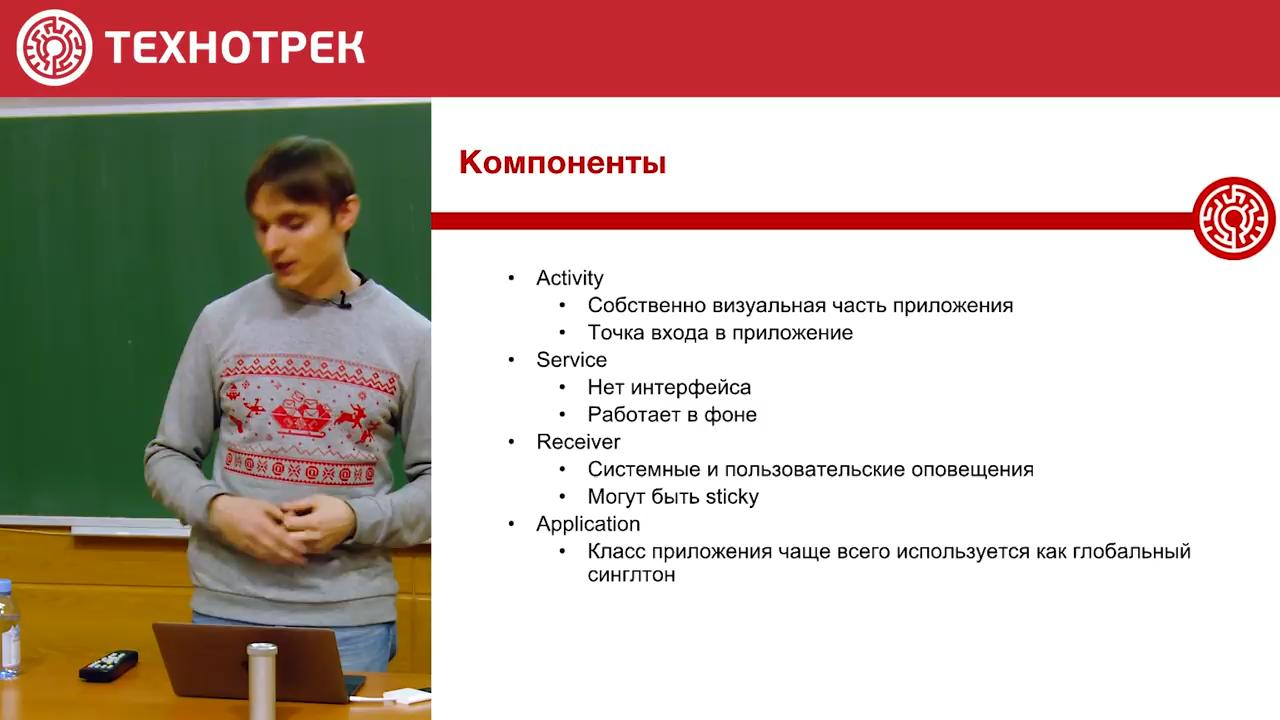 ТЕХНОТРЕК
Компоненты
• Activity
• Собственно визуальная часть приложения
• Точка входа в приложение
• Service
• Нет интерфейса
• Работает в фоне
• Receiver
• Системные и пользовательские оповещения
• Могут быть sticky
• Application
• Класс приложения чаще всего используется как глобальный
синглтон